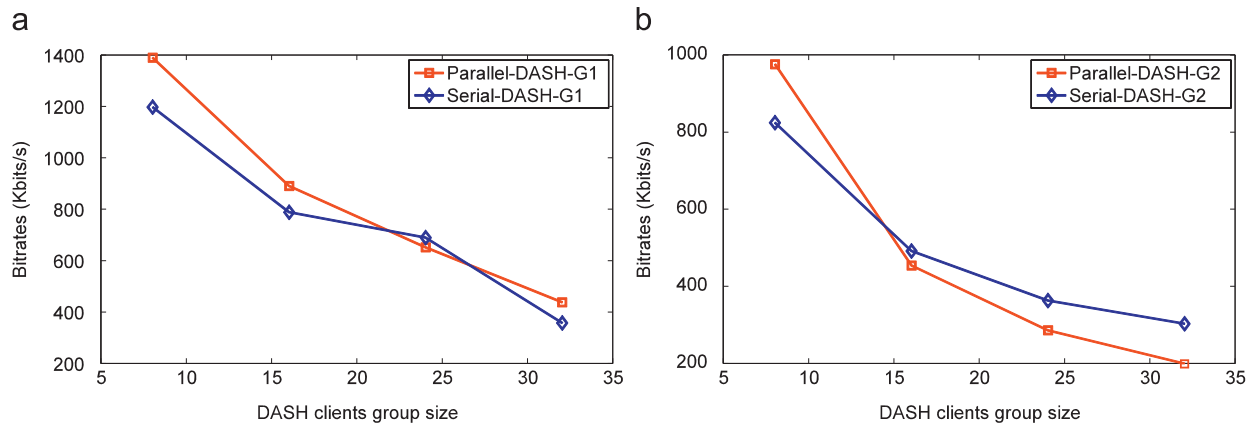 a
1400
1200
1000
800
600
400
200
5
10
15
20
25
30
35
Bitrates (Kbits/s)
DASH clients group size
Parallel-DASH-G1
Serial-DASH-G1
b
1000
800
600
400
200
5
10
15
20
25
30
35
Bitrates (Kbits/s)
DASH clients group size
Parallel-DASH-G2
Serial-DASH-G2